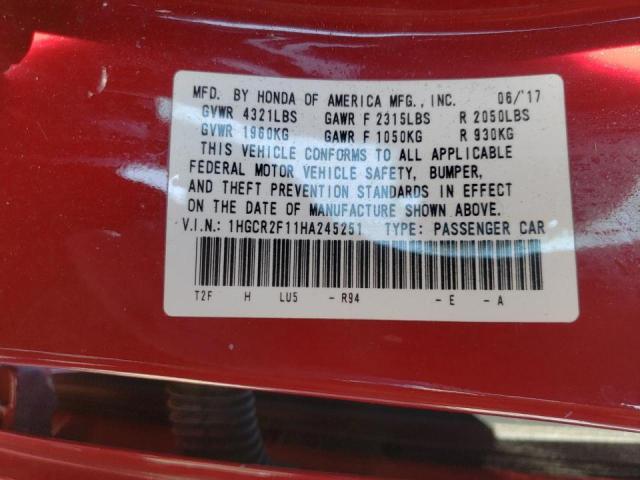 MFD. BY HONDA OF AMERICA MFG., INC. 06/'17
GVWR 4321LBS GAWR F 2315LBS R 2050LBS
GVWR 1960KG GAWR F 1050KG R 930KG
THIS VEHICLE CONFORMS TO ALL APPLICABLE
FEDERAL MOTOR VEHICLE SAFETY, BUMPER,
AND THEFT PREVENTION STANDARDS IN EFFECT
ON THE DATE OF MANUFACTURE SHOWN ABOVE.
V.I.N.: 1HGCR2F11HA245251 TYPE: PASSENGER CAR
T2F H LU5 - R94 - E - A